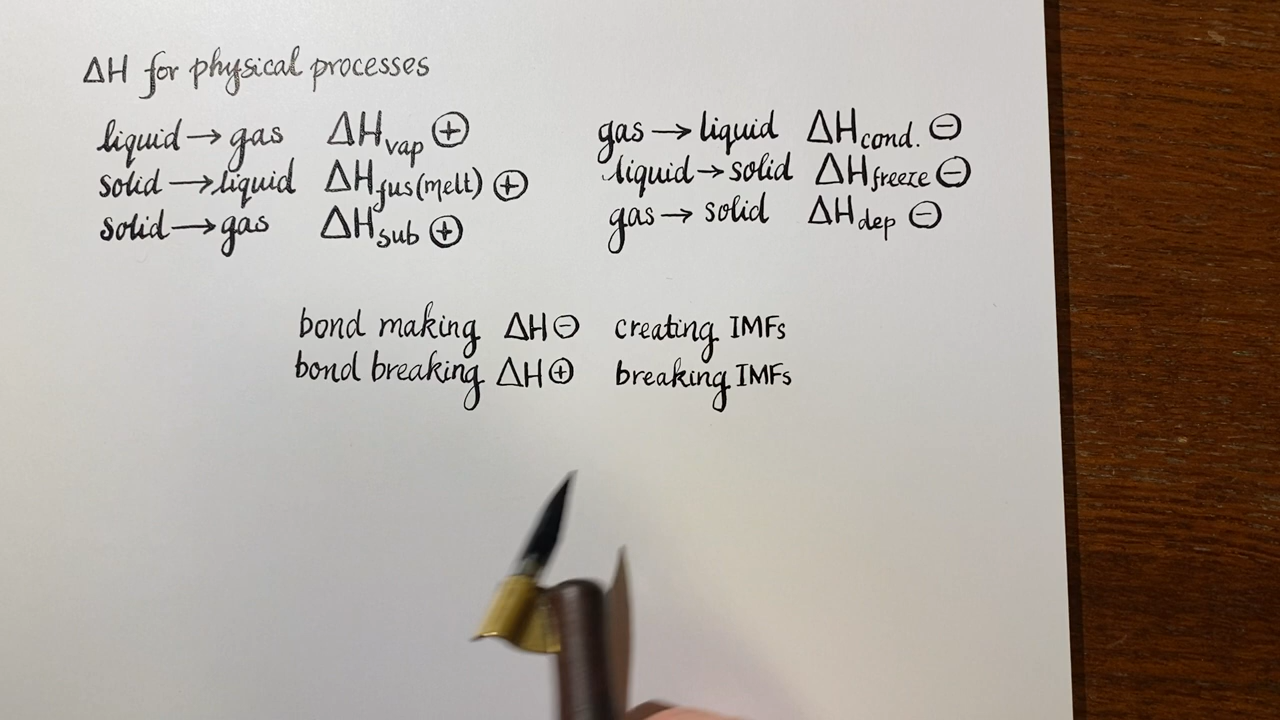 ΔH for physical processes
liquid → gas ΔHvap ⊕ gas → liquid ΔHcond. ⊖
solid → liquid ΔHfus(melt) ⊕ liquid → solid ΔHfreeze ⊖
solid → gas ΔHsub ⊕ gas → solid ΔHdep ⊖
bond making ΔH ⊖ creating IMFs
bond breaking ΔH ⊕ breaking IMFs